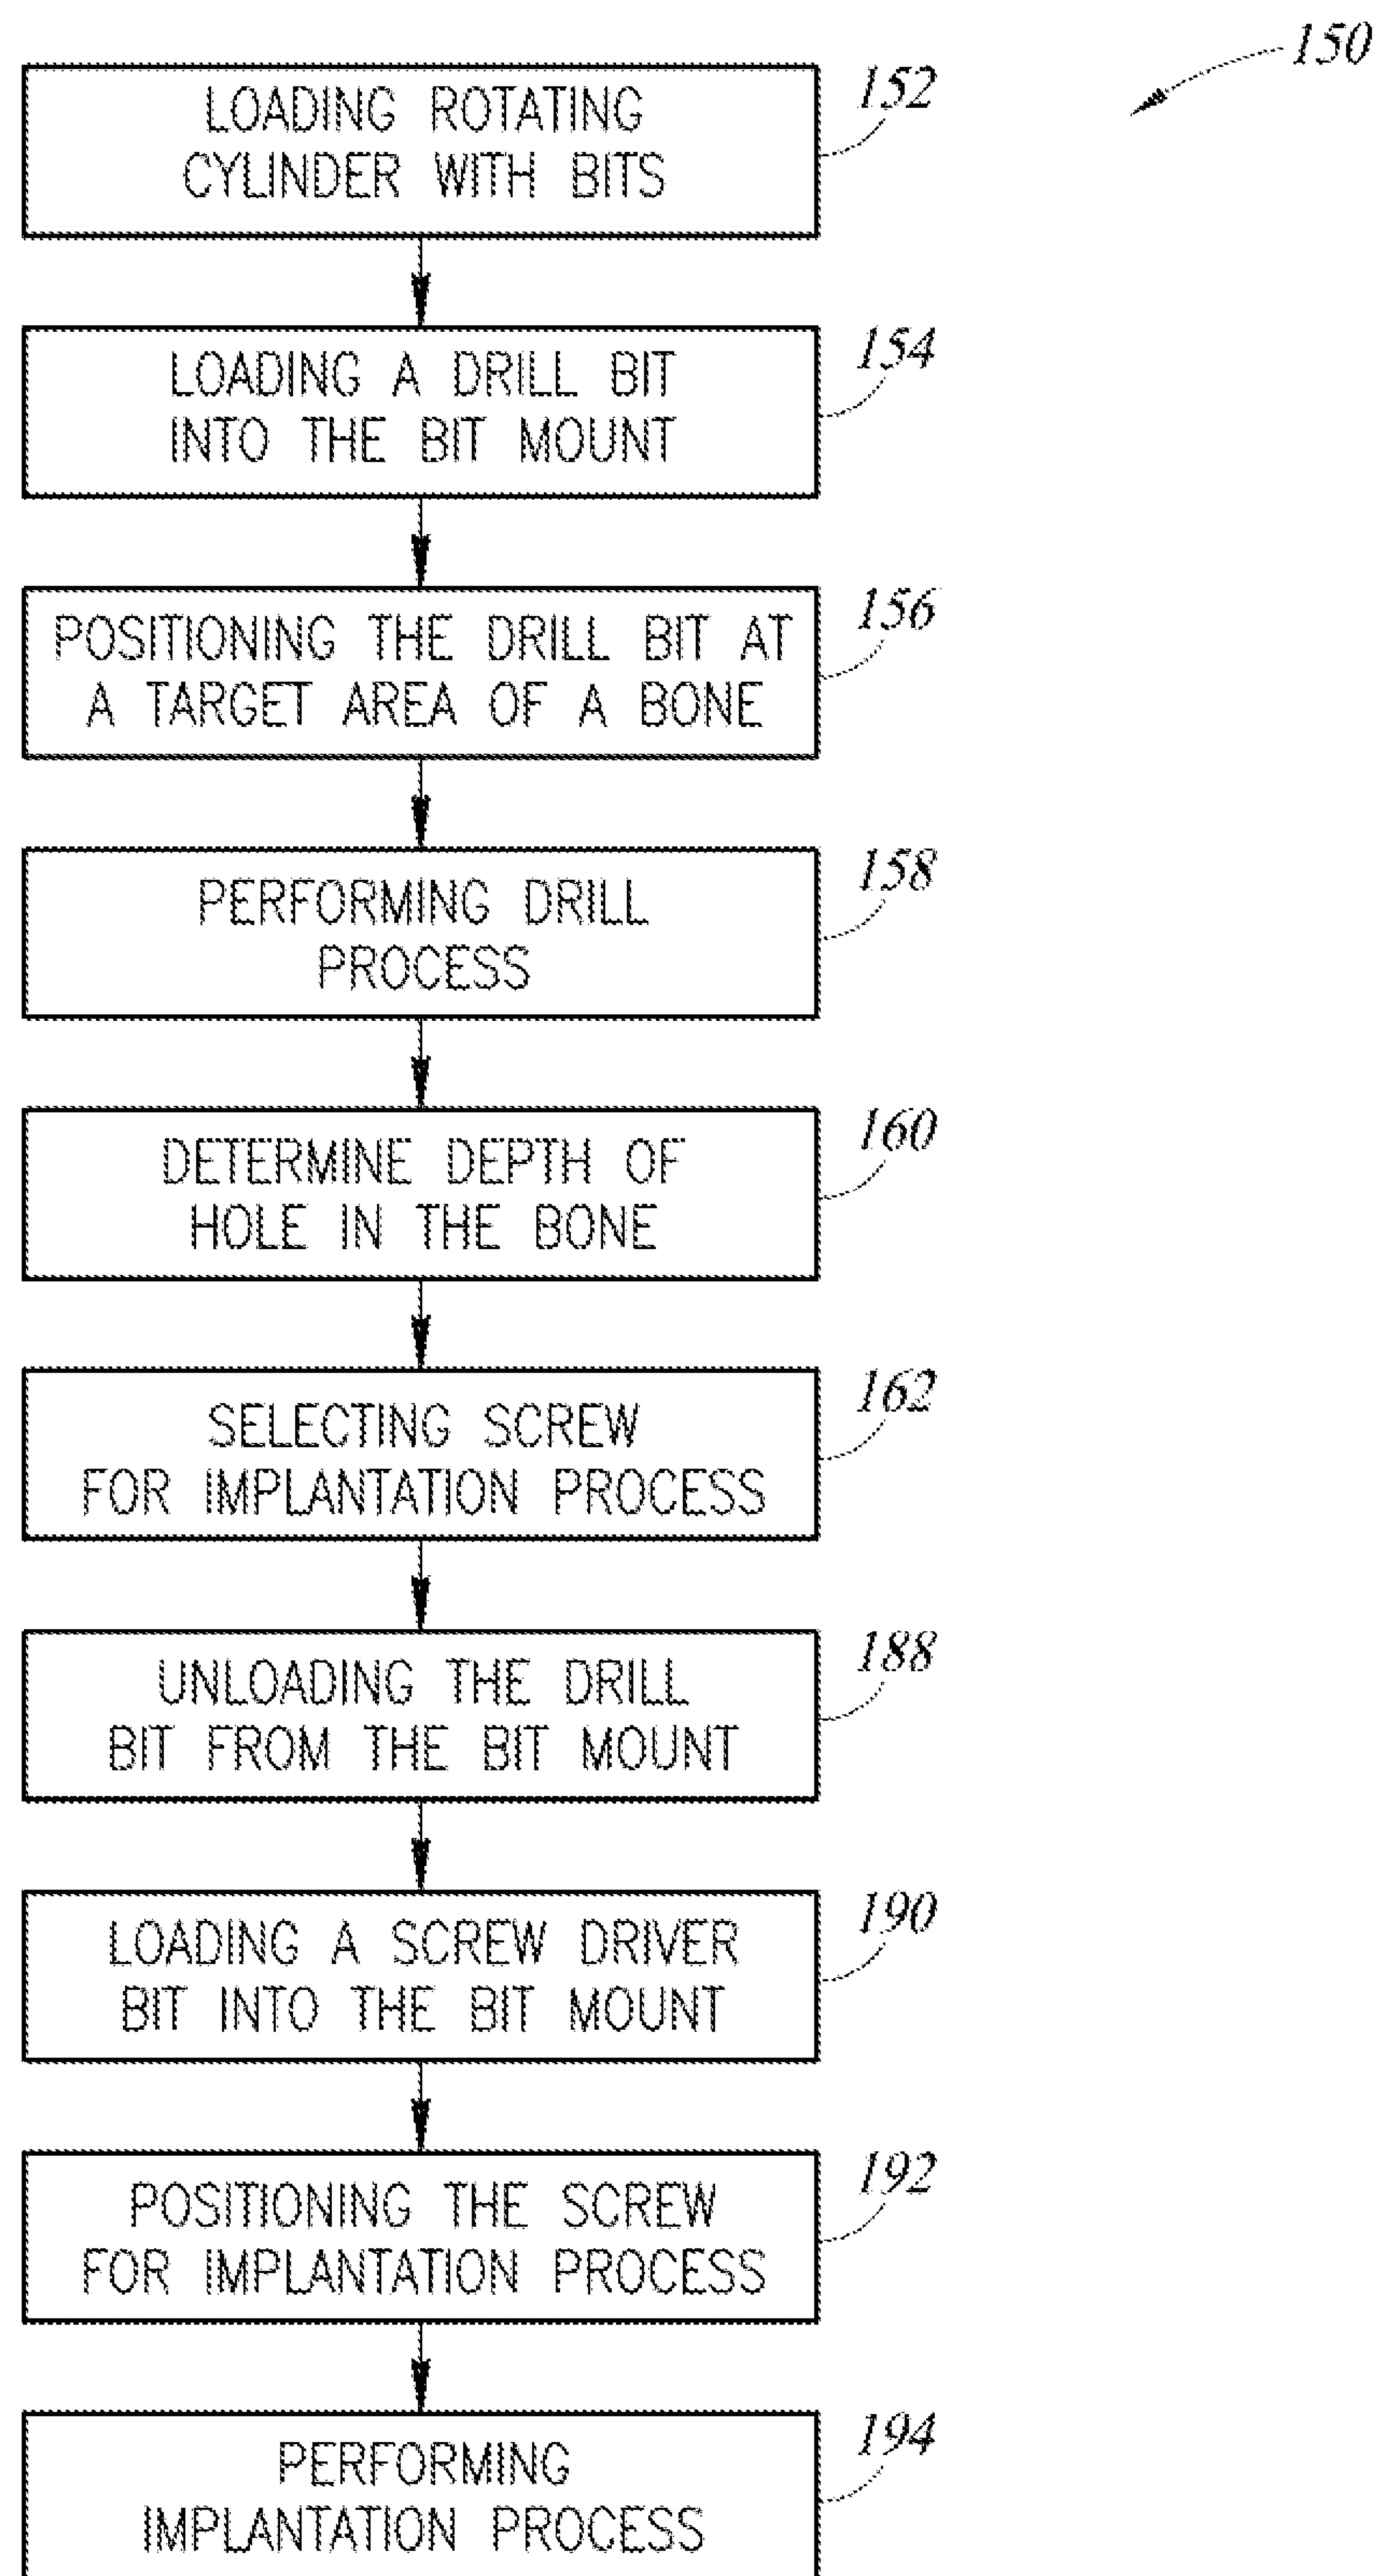 150
LOADING ROTATING
CYLINDER WITH BITS
152
LOADING A DRILL BIT
INTO THE BIT MOUNT
154
POSITIONING THE DRILL BIT AT
A TARGET AREA OF A BONE
156
PERFORMING DRILL
PROCESS
158
DETERMINE DEPTH OF
HOLE IN THE BONE
160
SELECTING SCREW
FOR IMPLANTATION PROCESS
162
UNLOADING THE DRILL
BIT FROM THE BIT MOUNT
188
LOADING A SCREW DRIVER
BIT INTO THE BIT MOUNT
190
POSITIONING THE SCREW
FOR IMPLANTATION PROCESS
192
PERFORMING
IMPLANTATION PROCESS
194